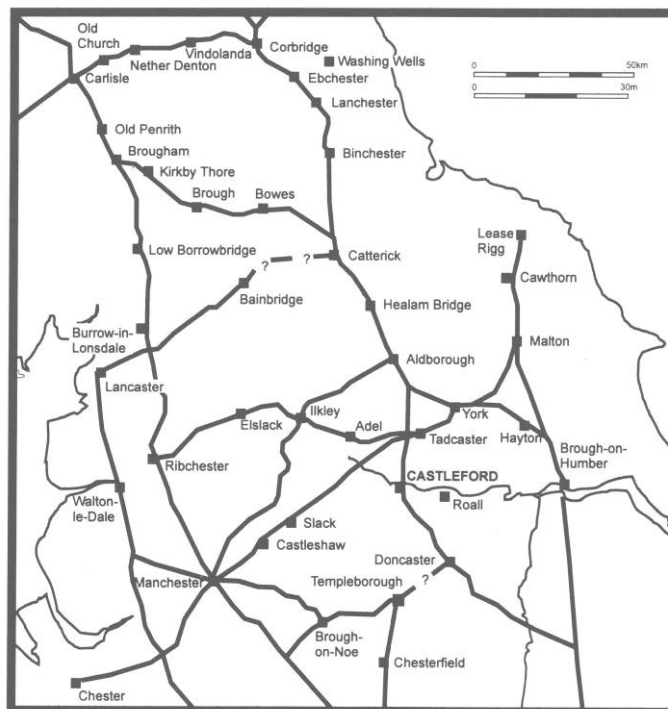 Old
Church
Corbridge
Vindolanda
Nether Denton
Washing Wells
Carlisle
Ebchester
Lanchester
0 50km
0 30m
Old Penrith
Brougham
Kirkby Thore
Binchester
Brough
Bowes
Lease
Rigg
Low Borrowbridge
? ?
Catterick
Cawthorn
Bainbridge
Healam Bridge
Burrow-in-
Lonsdale
Malton
Aldborough
Lancaster
Ilkley
York
Elslack
Adel
Tadcaster
Hayton
Ribchester
Brough-on-
Humber
CASTLEFORD
Walton-
le-Dale
Roall
Slack
Castleshaw
Doncaster
Manchester
Templeborough
?
Brough-
on-Noe
Chesterfield
Chester